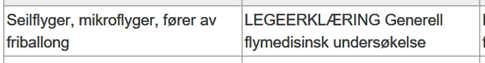 Seilflyger, mikroflyger, fører av
friballong
LEGEERKLÆRING Generell
flymedisinsk undersøkelse